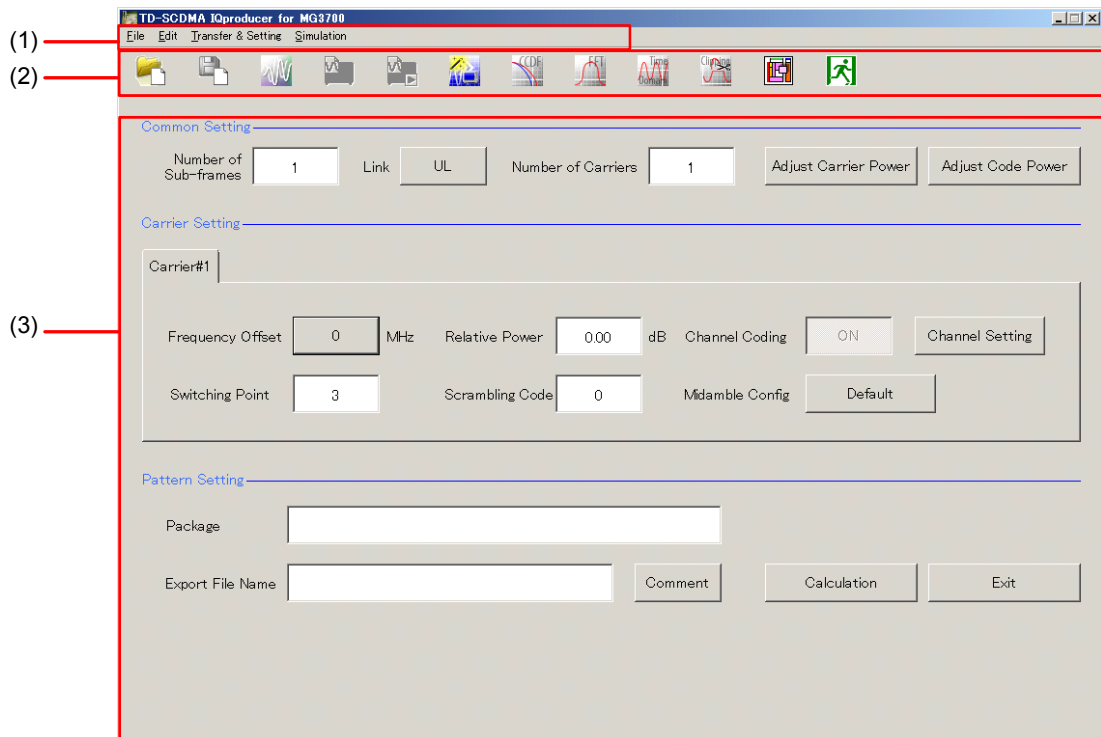 TD-SCDMA IQproducer for MG3700
(1)
File Edit Transfer & Setting Simulation
(2)
CCDF FFT Time Domain Clipping
(3)
Common Setting
Number of Sub-frames 1 Link UL Number of Carriers 1 Adjust Carrier Power Adjust Code Power
Carrier Setting
Carrier#1
Frequency Offset 0 MHz Relative Power 0.00 dB Channel Coding ON Channel Setting
Switching Point 3 Scrambling Code 0 Midamble Config Default
Pattern Setting
Package
Export File Name Comment Calculation Exit